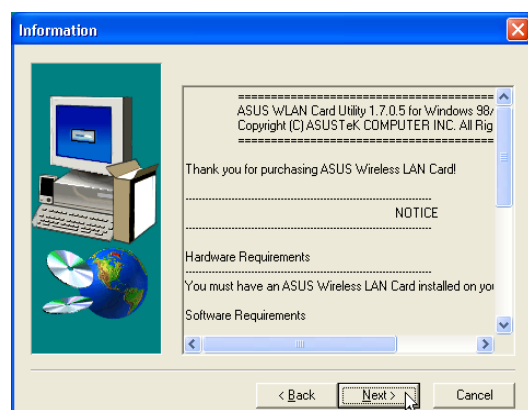 Information
==========================================
ASUS WLAN Card Utility 1.7.0.5 for Windows 98/
Copyright (C) ASUSTeK COMPUTER INC. All Rig
==========================================
Thank you for purchasing ASUS Wireless LAN Card!
----------------------------------------------------------------------
NOTICE
----------------------------------------------------------------------
Hardware Requirements
----------------------------------------------------------------------
You must have an ASUS Wireless LAN Card installed on you
Software Requirements
< Back
Next >
Cancel